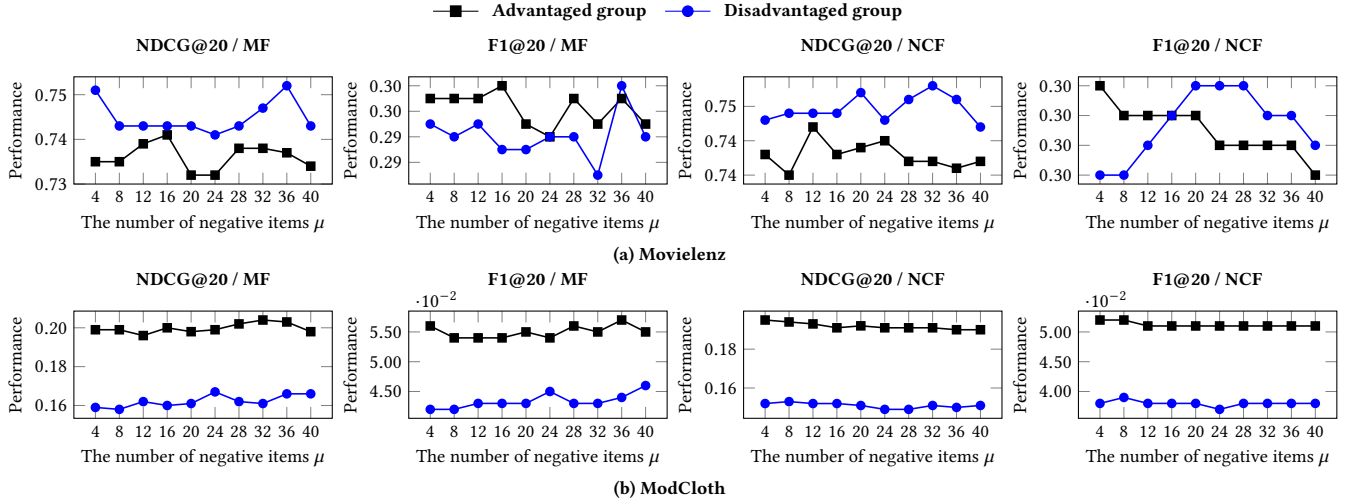 Advantaged group Disadvantaged group
NDCG@20 / MF F1@20 / MF NDCG@20 / NCF F1@20 / NCF
Performance Performance Performance Performance
0.75 0.30 0.75 0.30
0.74 0.30 0.74 0.30
0.73 0.29 0.74 0.30
0.29 0.30
4 8 12 16 20 24 28 32 36 40 4 8 12 16 20 24 28 32 36 40 4 8 12 16 20 24 28 32 36 40 4 8 12 16 20 24 28 32 36 40
The number of negative items μ The number of negative items μ The number of negative items μ The number of negative items μ
(a) Movielenz
NDCG@20 / MF F1@20 / MF NDCG@20 / NCF F1@20 / NCF
·10−2 ·10−2
Performance Performance Performance Performance
0.20 5.50 0.18 5.00
0.18 5.00 0.16 4.50
0.16 4.50 4.00
4 8 12 16 20 24 28 32 36 40 4 8 12 16 20 24 28 32 36 40 4 8 12 16 20 24 28 32 36 40 4 8 12 16 20 24 28 32 36 40
The number of negative items μ The number of negative items μ The number of negative items μ The number of negative items μ
(b) ModCloth